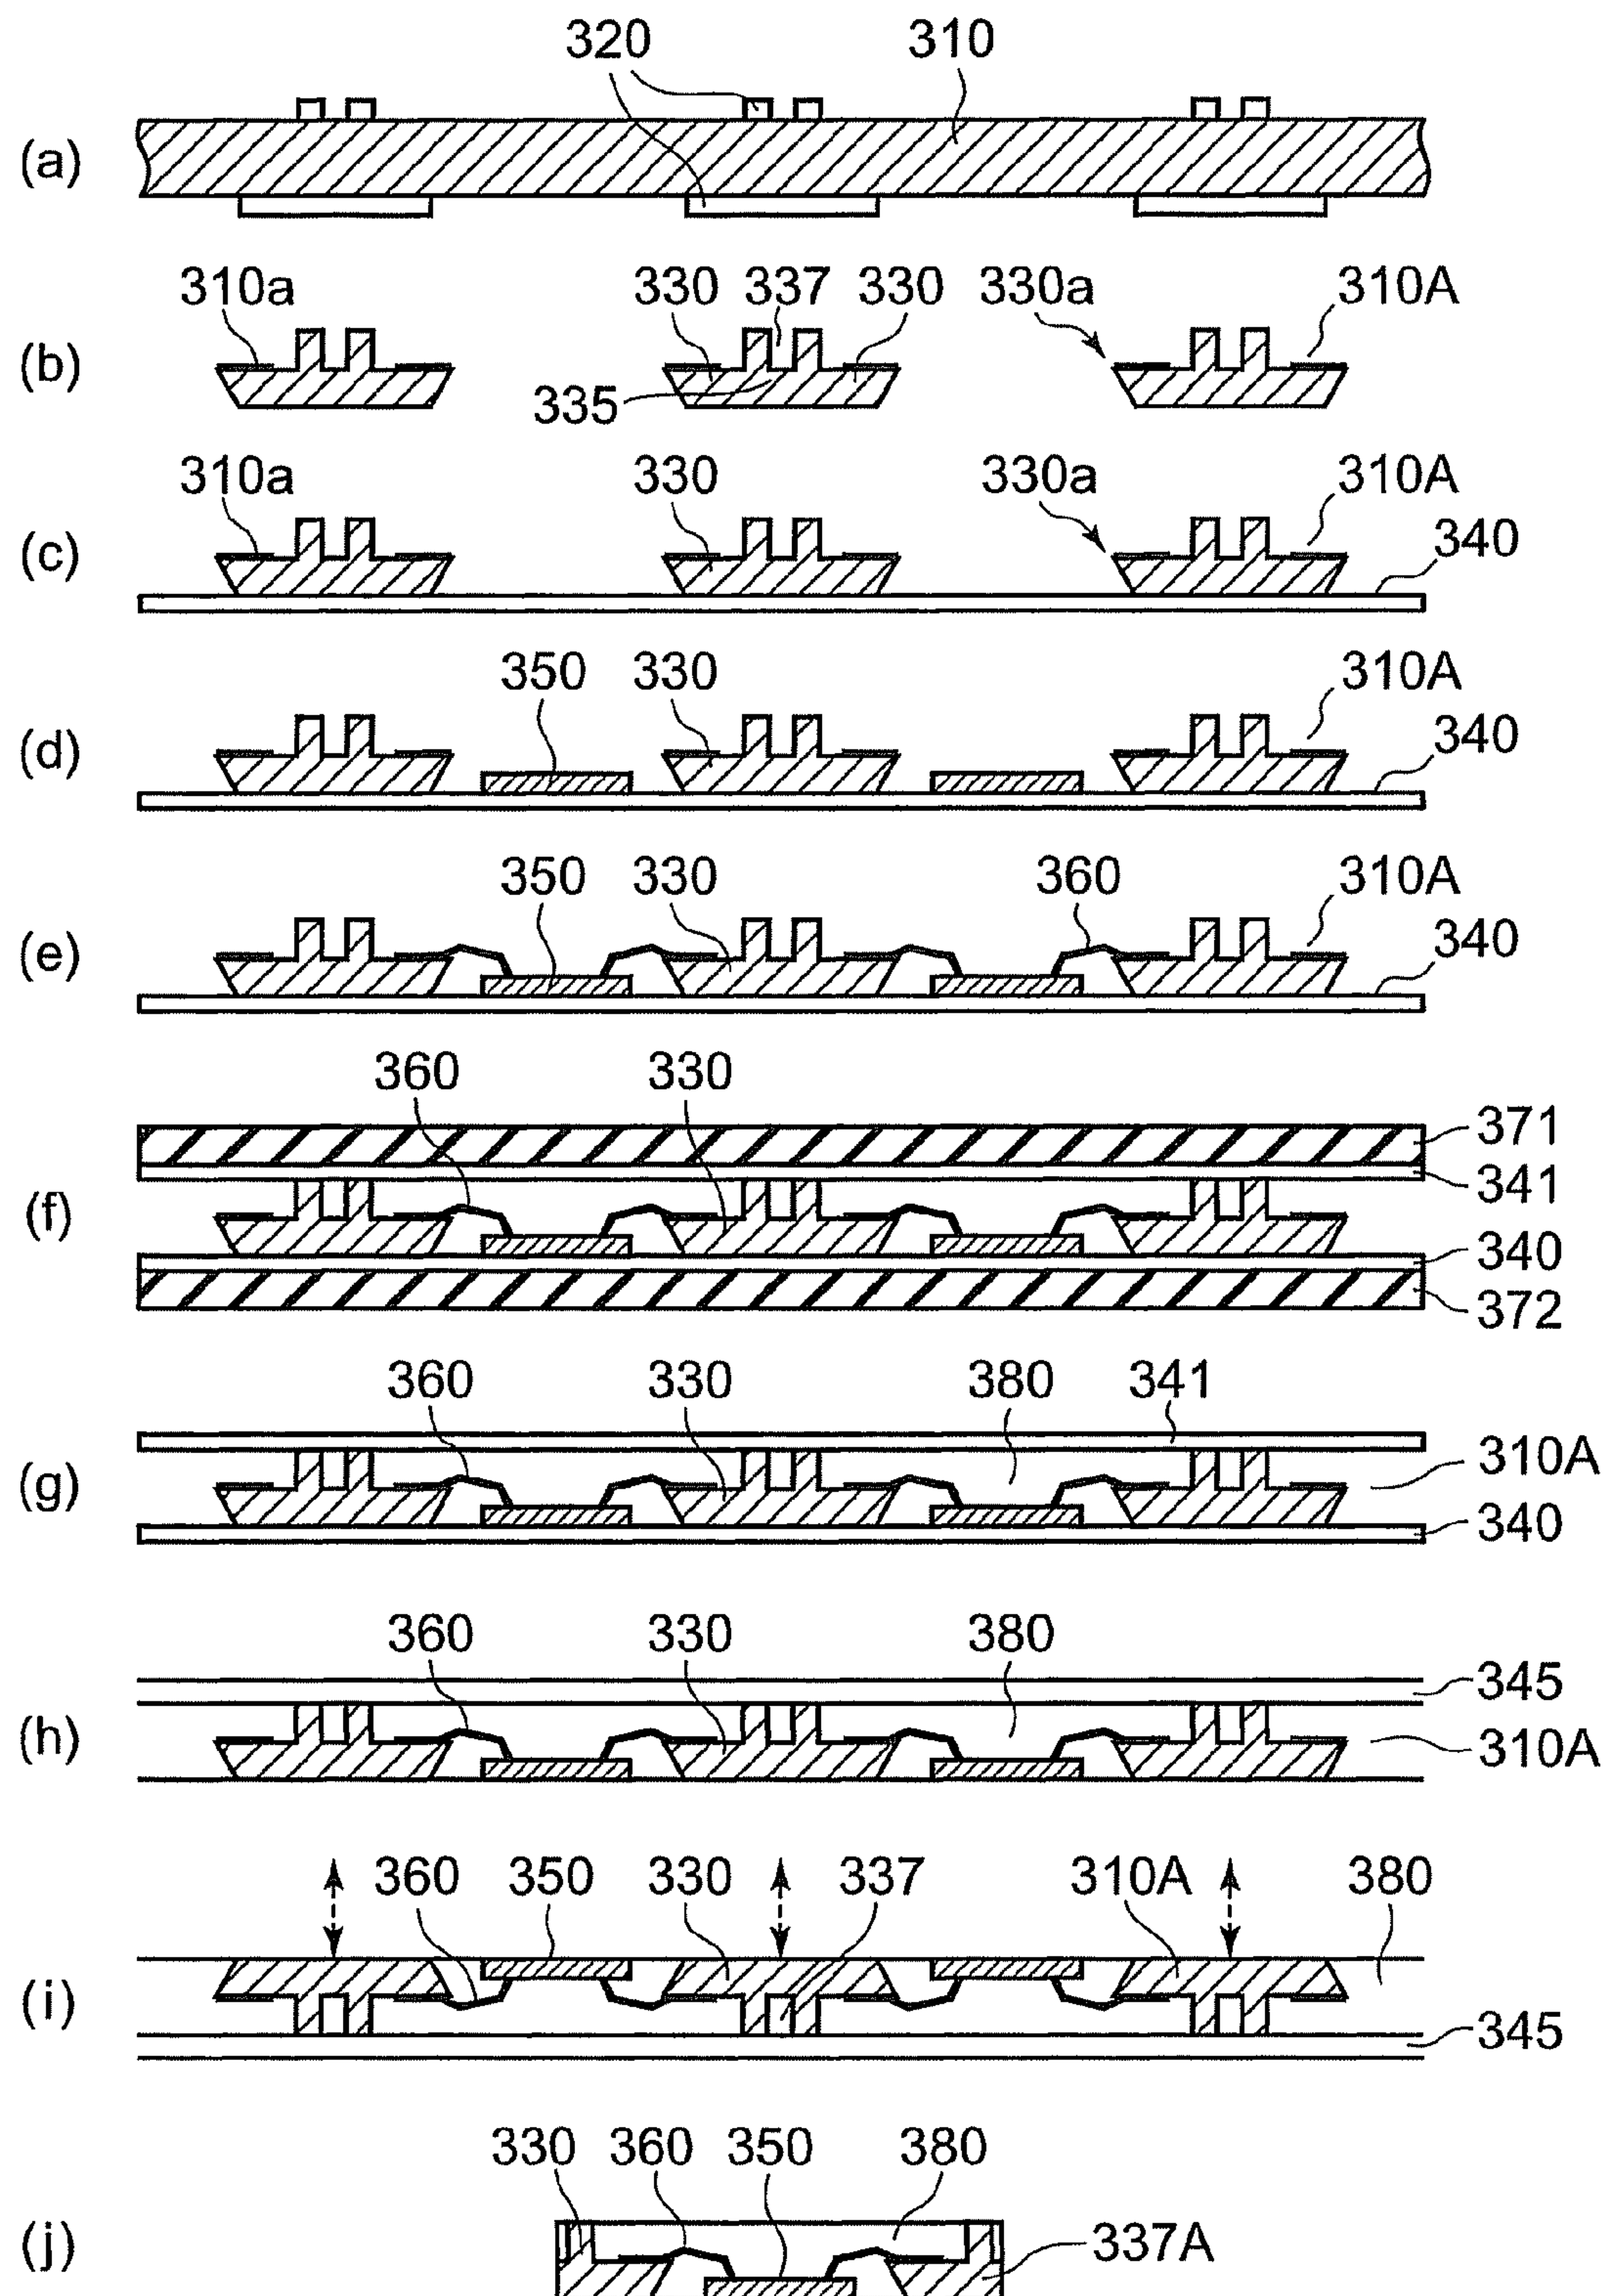 320 310
(a)
310a 330 337 330 330a 310A
(b)
335
310a 330 330a 310A
(c) 340
350 330 310A
(d) 340
350 330 360 310A
(e) 340
360 330
371
341
(f)
340
372
360 330 380 341
310A
(g)
340
360 330 380
345
(h)
310A
360 350 330 337 310A 380
(i)
345
330 360 350 380
(j) 337A